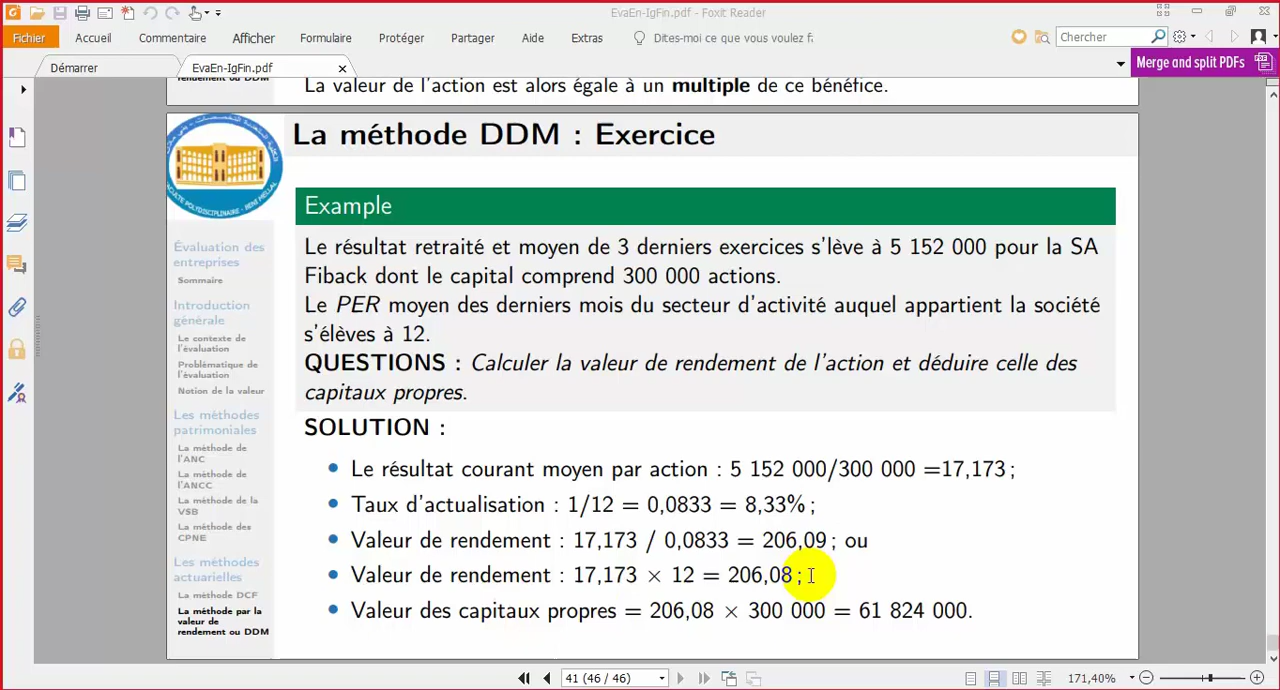 EvaEn-IgFin.pdf - Foxit Reader
Fichier Accueil Commentaire Afficher Formulaire Protéger Partager Aide Extras Dites-moi ce que vous voulez fa Chercher
Démarrer EvaEn-IgFin.pdf Merge and split PDFs
rendement ou DDM
La valeur de l'action est alors égale à un multiple de ce bénéfice.
La méthode DDM : Exercice
FACULTE POLYDISCIPLINAIRE - BENI MELLAL
Évaluation des
entreprises
Sommaire
Introduction
générale
Le contexte de
l'évaluation
Problématique de
l'évaluation
Notion de la valeur
Les méthodes
patrimoniales
La méthode de
l'ANC
La méthode de
l'ANCC
La méthode de la
VSB
La méthode des
CPNE
Les méthodes
actuarielles
La méthode DCF
La méthode par la
valeur de
rendement ou DDM
Example
Le résultat retraité et moyen de 3 derniers exercices s'lève à 5 152 000 pour la SA
Fiback dont le capital comprend 300 000 actions.
Le PER moyen des derniers mois du secteur d'activité auquel appartient la société
s'élèves à 12.
QUESTIONS : Calculer la valeur de rendement de l'action et déduire celle des
capitaux propres.
SOLUTION :
• Le résultat courant moyen par action : 5 152 000/300 000 =17,173 ;
• Taux d'actualisation : 1/12 = 0,0833 = 8,33% ;
• Valeur de rendement : 17,173 / 0,0833 = 206,09 ; ou
• Valeur de rendement : 17,173 × 12 = 206,08 ;
• Valeur des capitaux propres = 206,08 × 300 000 = 61 824 000.
41 (46 / 46) 171,40%